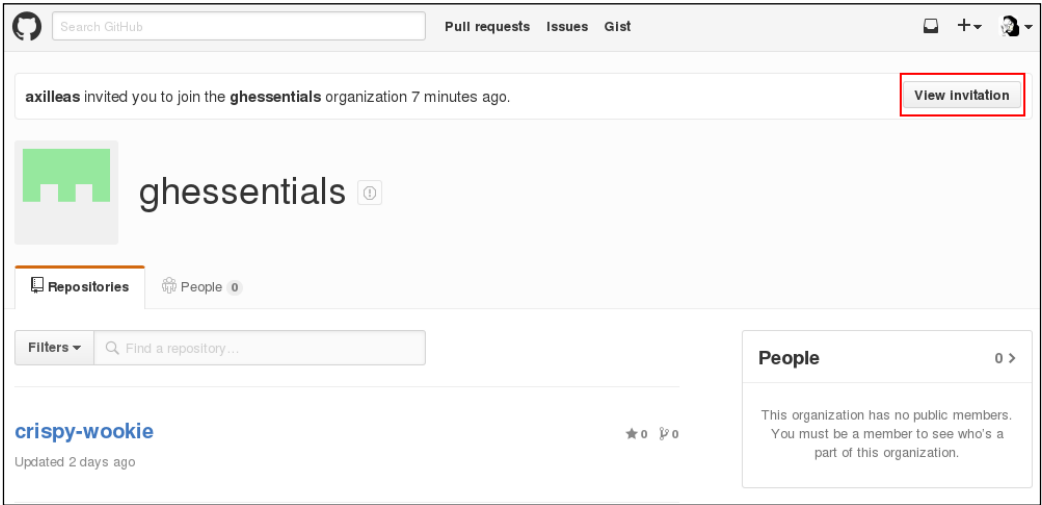 Search GitHub
Pull requests Issues Gist
axilleas invited you to join the ghessentials organization 7 minutes ago.
View invitation
ghessentials
Repositories
People 0
Filters
Find a repository...
crispy-wookie
0 0
Updated 2 days ago
People
0
This organization has no public members.
You must be a member to see who's a
part of this organization.